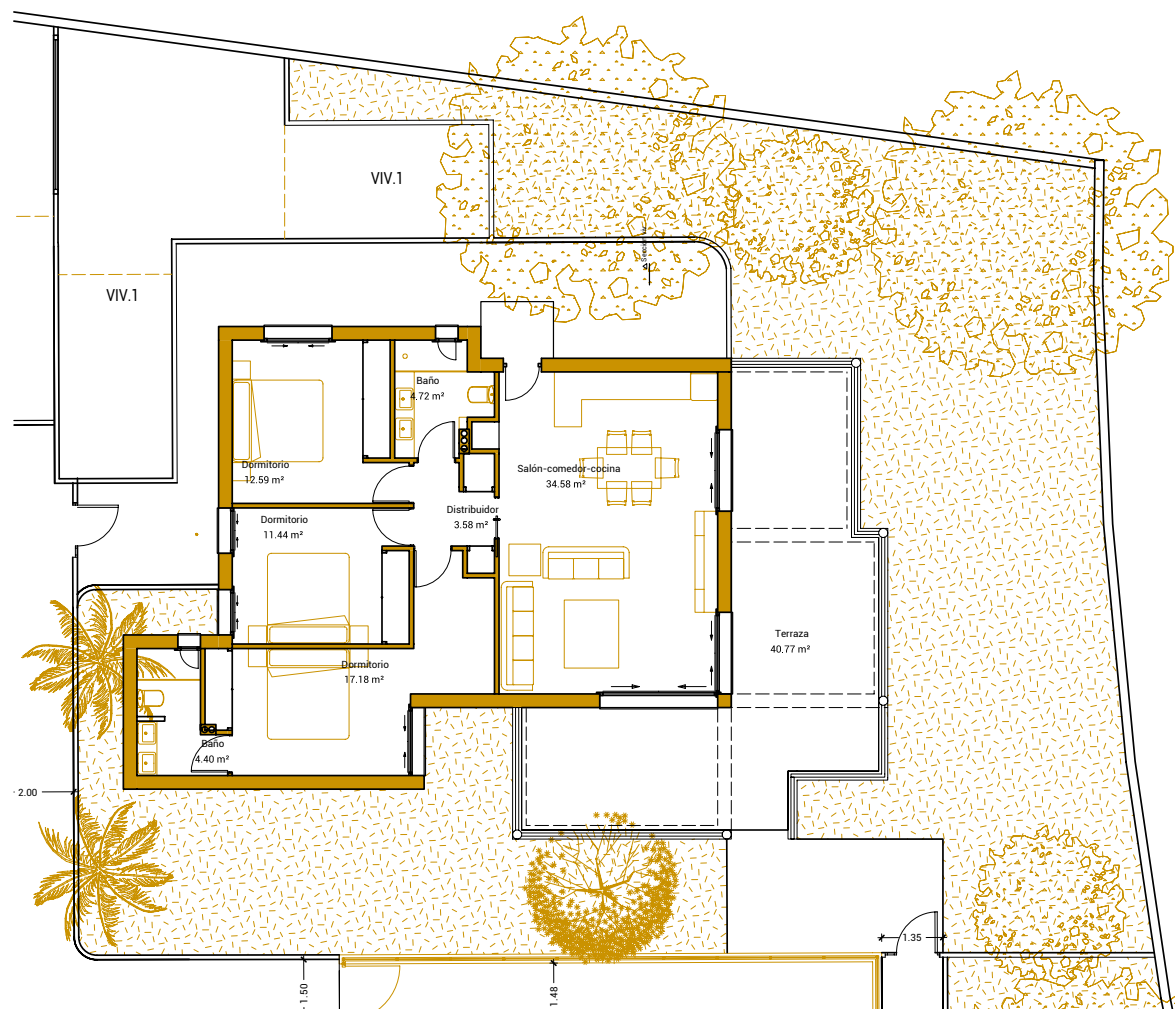 VIV.1
VIV.1
Baño
4.72 m²
Dormitorio
12.59 m²
Salón-comedor-cocina
34.58 m²
Distribuidor
3.58 m²
Dormitorio
11.44 m²
Terraza
40.77 m²
Dormitorio
17.18 m²
Baño
4.40 m²
2.00
1.35
1.50
1.48